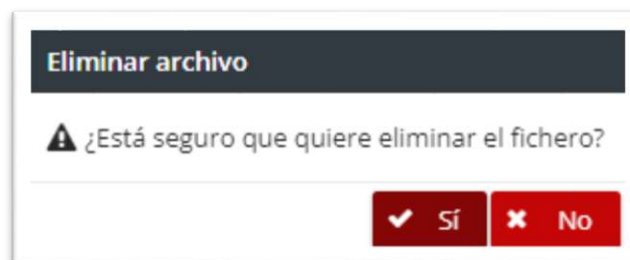 Eliminar archivo
¿Está seguro que quiere eliminar el fichero?
Sí No